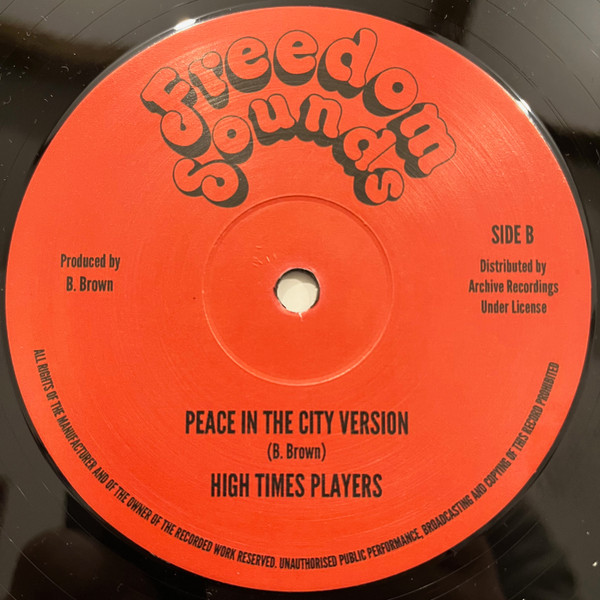 Freedom
Sounds
SIDE B
Produced by
B. Brown
Distributed by
Archive Recordings
Under License
PEACE IN THE CITY VERSION
(B. Brown)
HIGH TIMES PLAYERS
ALL RIGHTS OF THE MANUFACTURER AND OF THE OWNER OF THE RECORDED WORK RESERVED. UNAUTHORISED PUBLIC PERFORMANCE, BROADCASTING AND COPYING OF THIS RECORD PROHIBITED